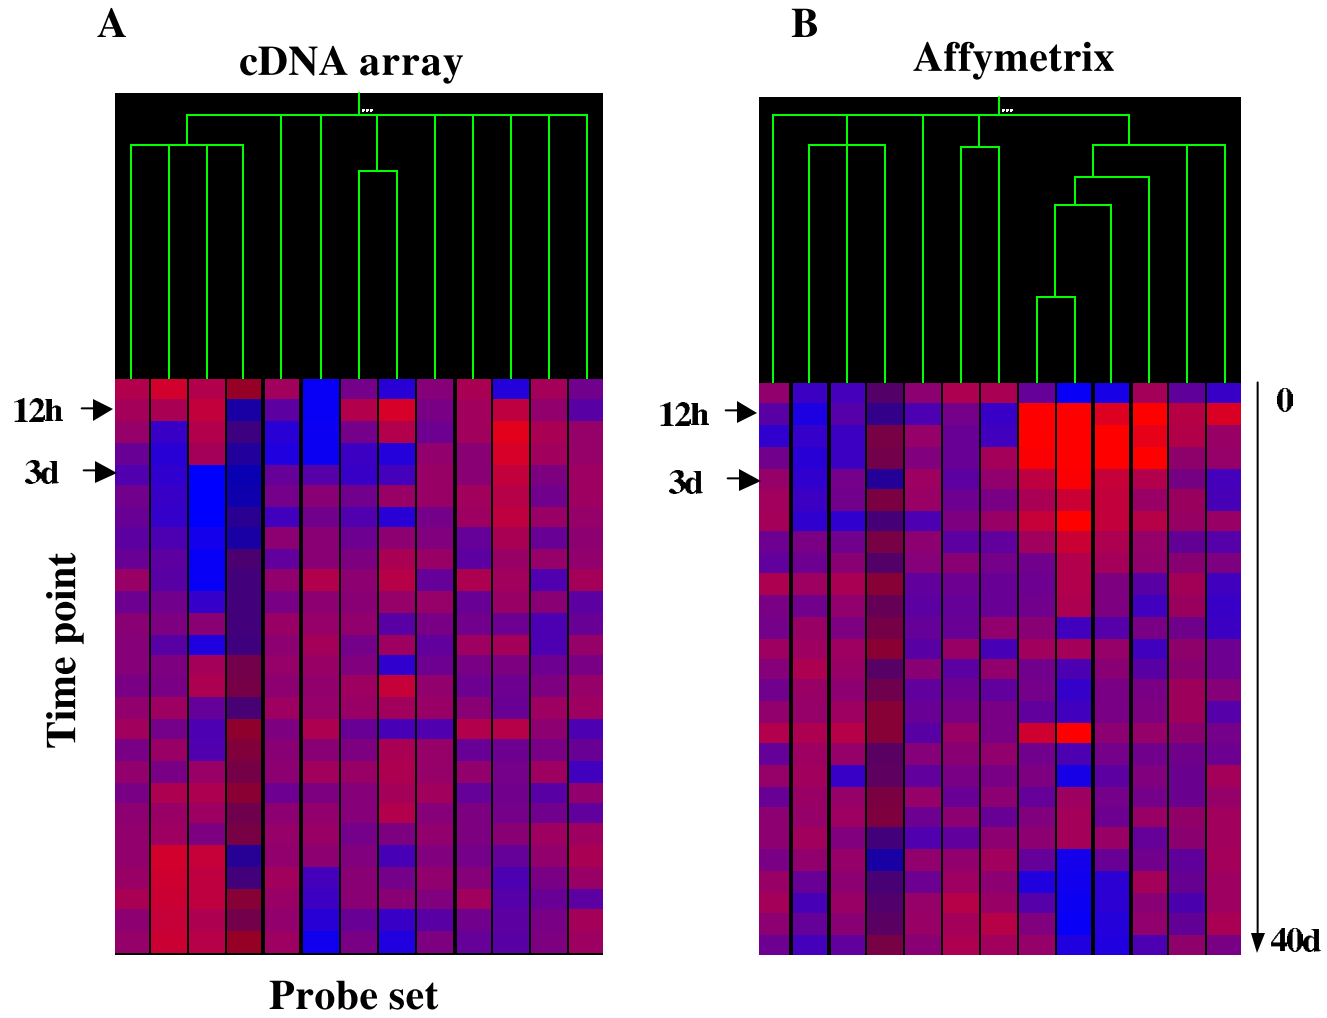 A
B
cDNA array
Affymetrix
12h
3d
12h
3d
0
40d
Time point
Probe set